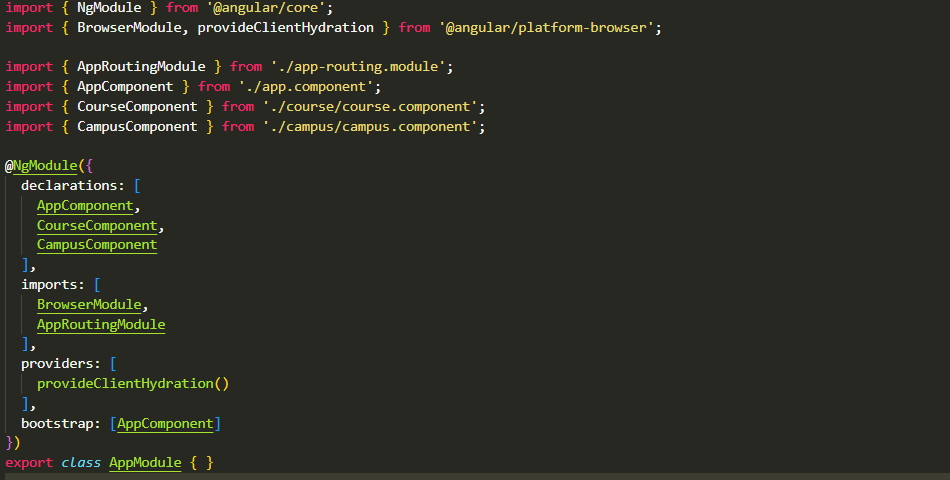 import { NgModule } from '@angular/core';
import { BrowserModule, provideClientHydration } from '@angular/platform-browser';

import { AppRoutingModule } from './app-routing.module';
import { AppComponent } from './app.component';
import { CourseComponent } from './course/course.component';
import { CampusComponent } from './campus/campus.component';

@NgModule({
  declarations: [
    AppComponent,
    CourseComponent,
    CampusComponent
  ],
  imports: [
    BrowserModule,
    AppRoutingModule
  ],
  providers: [
    provideClientHydration()
  ],
  bootstrap: [AppComponent]
})
export class AppModule { }